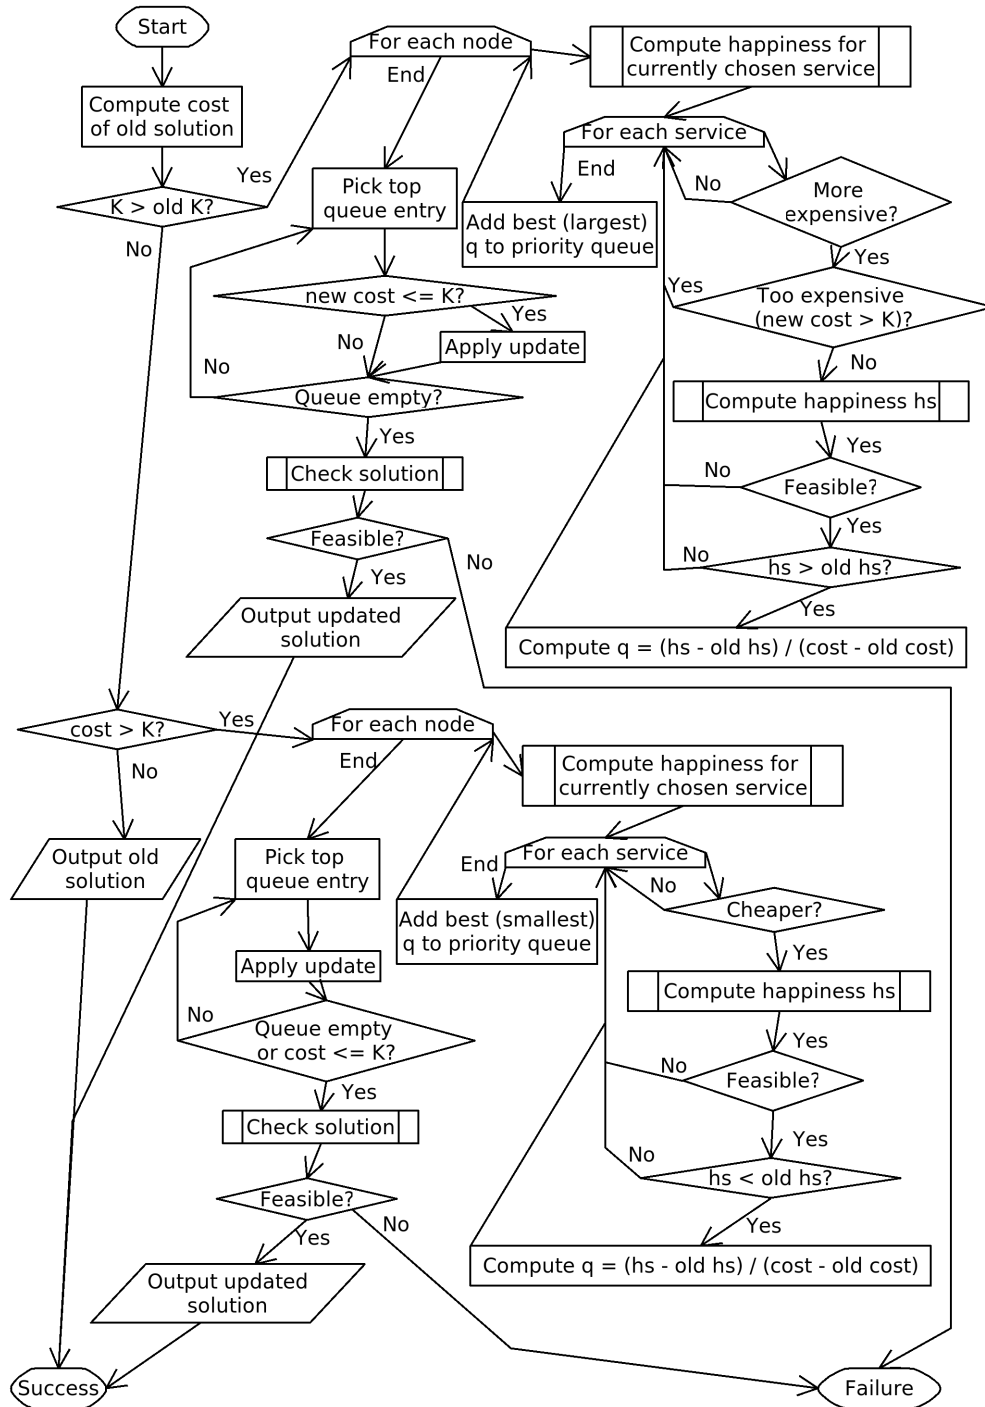 Start
Compute cost
of old solution
K > old K?
Yes
No
For each node
End
Compute happiness for
currently chosen service
For each service
End
No
More
expensive?
Yes
Pick top
queue entry
Add best (largest)
q to priority queue
Yes
Too expensive
(new cost > K)?
No
new cost <= K?
Yes
No
Apply update
No
Queue empty?
Yes
Compute happiness hs
Yes
Check solution
No
Feasible?
Yes
Feasible?
No
Yes
No
hs > old hs?
Yes
Output updated
solution
Compute q = (hs - old hs) / (cost - old cost)
cost > K?
Yes
No
For each node
End
Compute happiness for
currently chosen service
Output old
solution
Pick top
queue entry
For each service
End
No
Cheaper?
Yes
Add best (smallest)
q to priority queue
Apply update
Compute happiness hs
Yes
No
Queue empty
or cost <= K?
Yes
No
Feasible?
Yes
Check solution
No
hs < old hs?
Yes
Feasible?
No
Yes
Compute q = (hs - old hs) / (cost - old cost)
Output updated
solution
Success
Failure